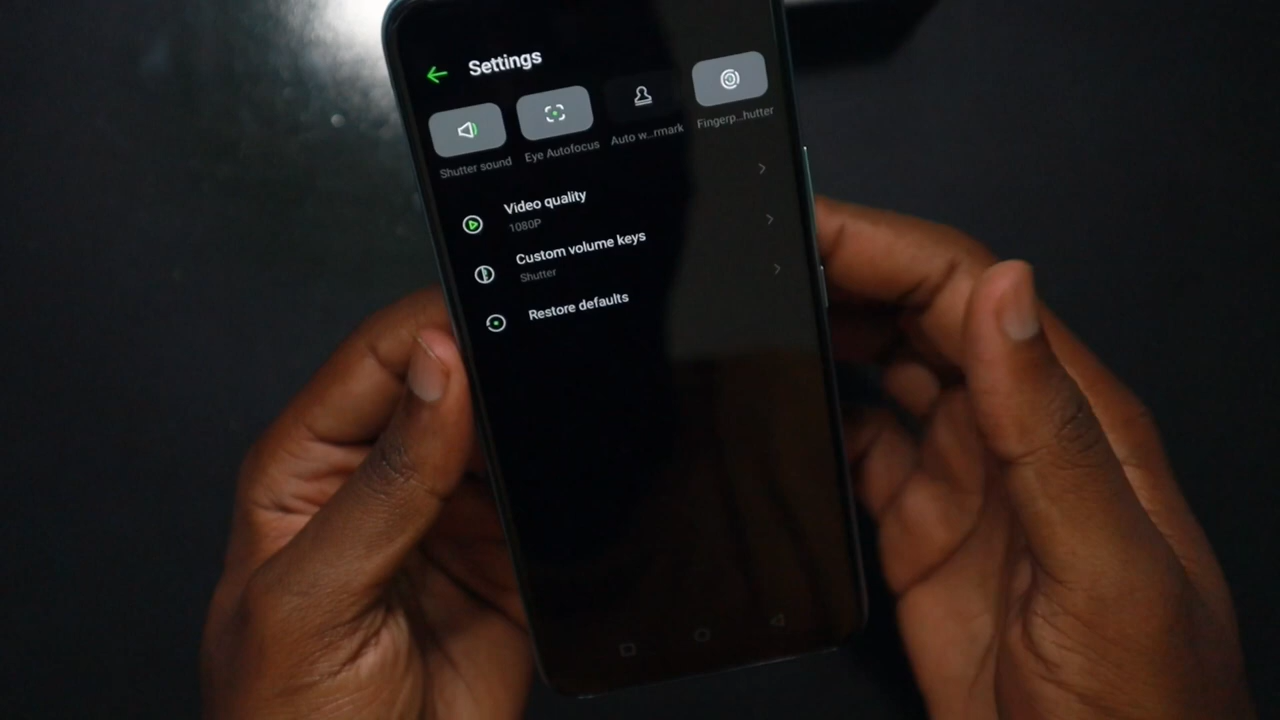 Settings
Shutter sound
Eye Autofocus
Auto w...rmark
Fingerp...hutter
Video quality
1080P
Custom volume keys
Shutter
Restore defaults